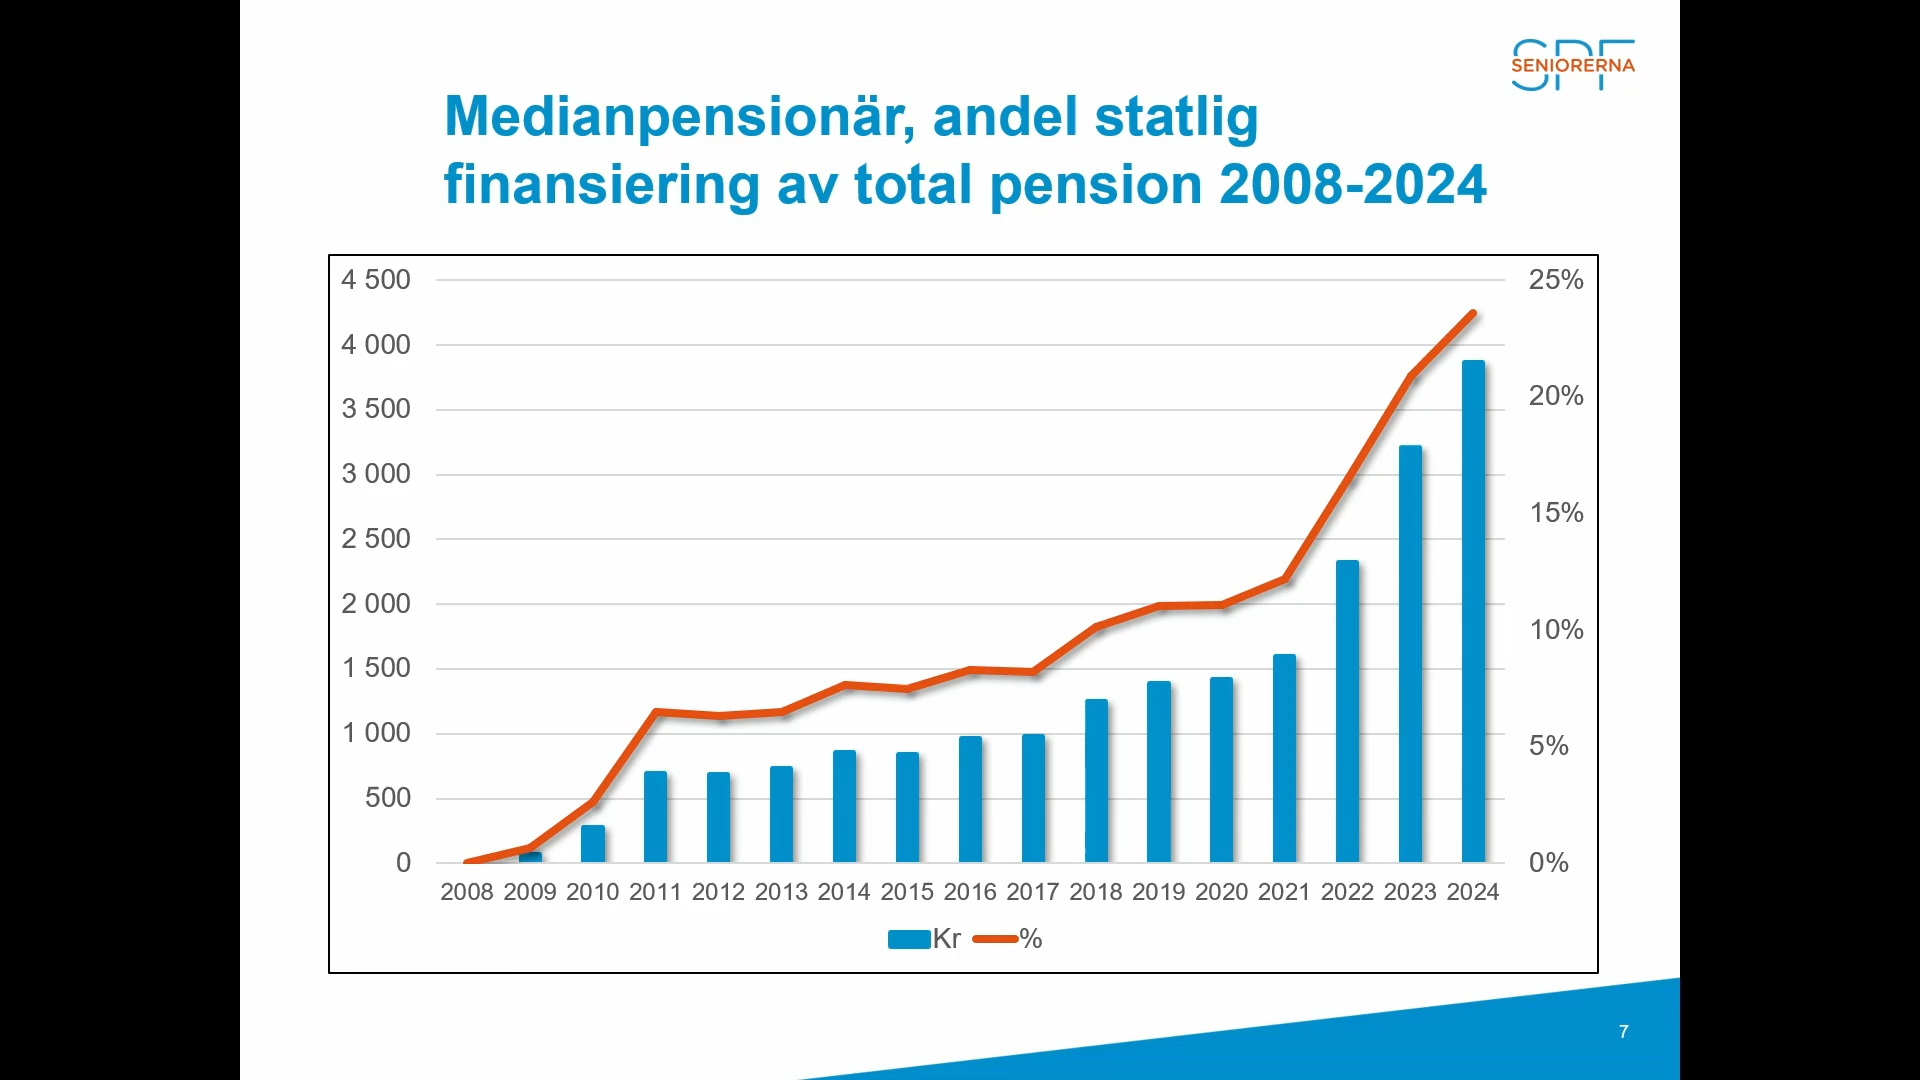 SPF
SENIORERNA
Medianpensionär, andel statlig
finansiering av total pension 2008-2024
4 500
4 000
3 500
3 000
2 500
2 000
1 500
1 000
500
0
25%
20%
15%
10%
5%
0%
2008 2009 2010 2011 2012 2013 2014 2015 2016 2017 2018 2019 2020 2021 2022 2023 2024
Kr %
7